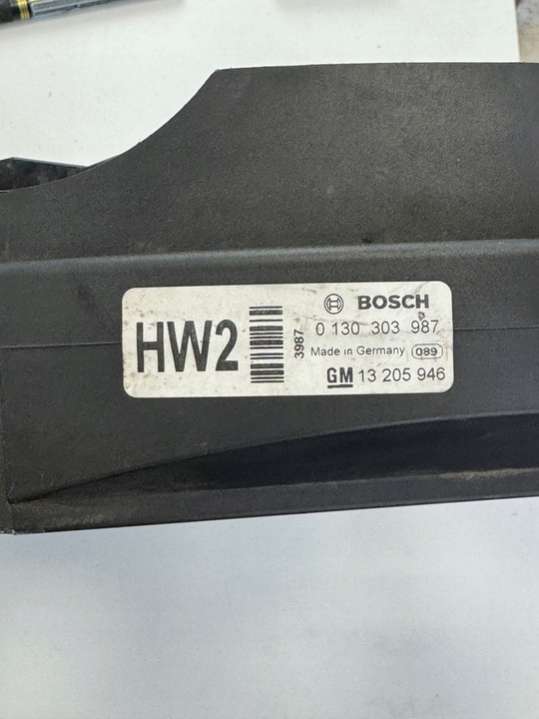 HW2
3987
BOSCH
0 130 303 987
Made in Germany 089
GM 13 205 946